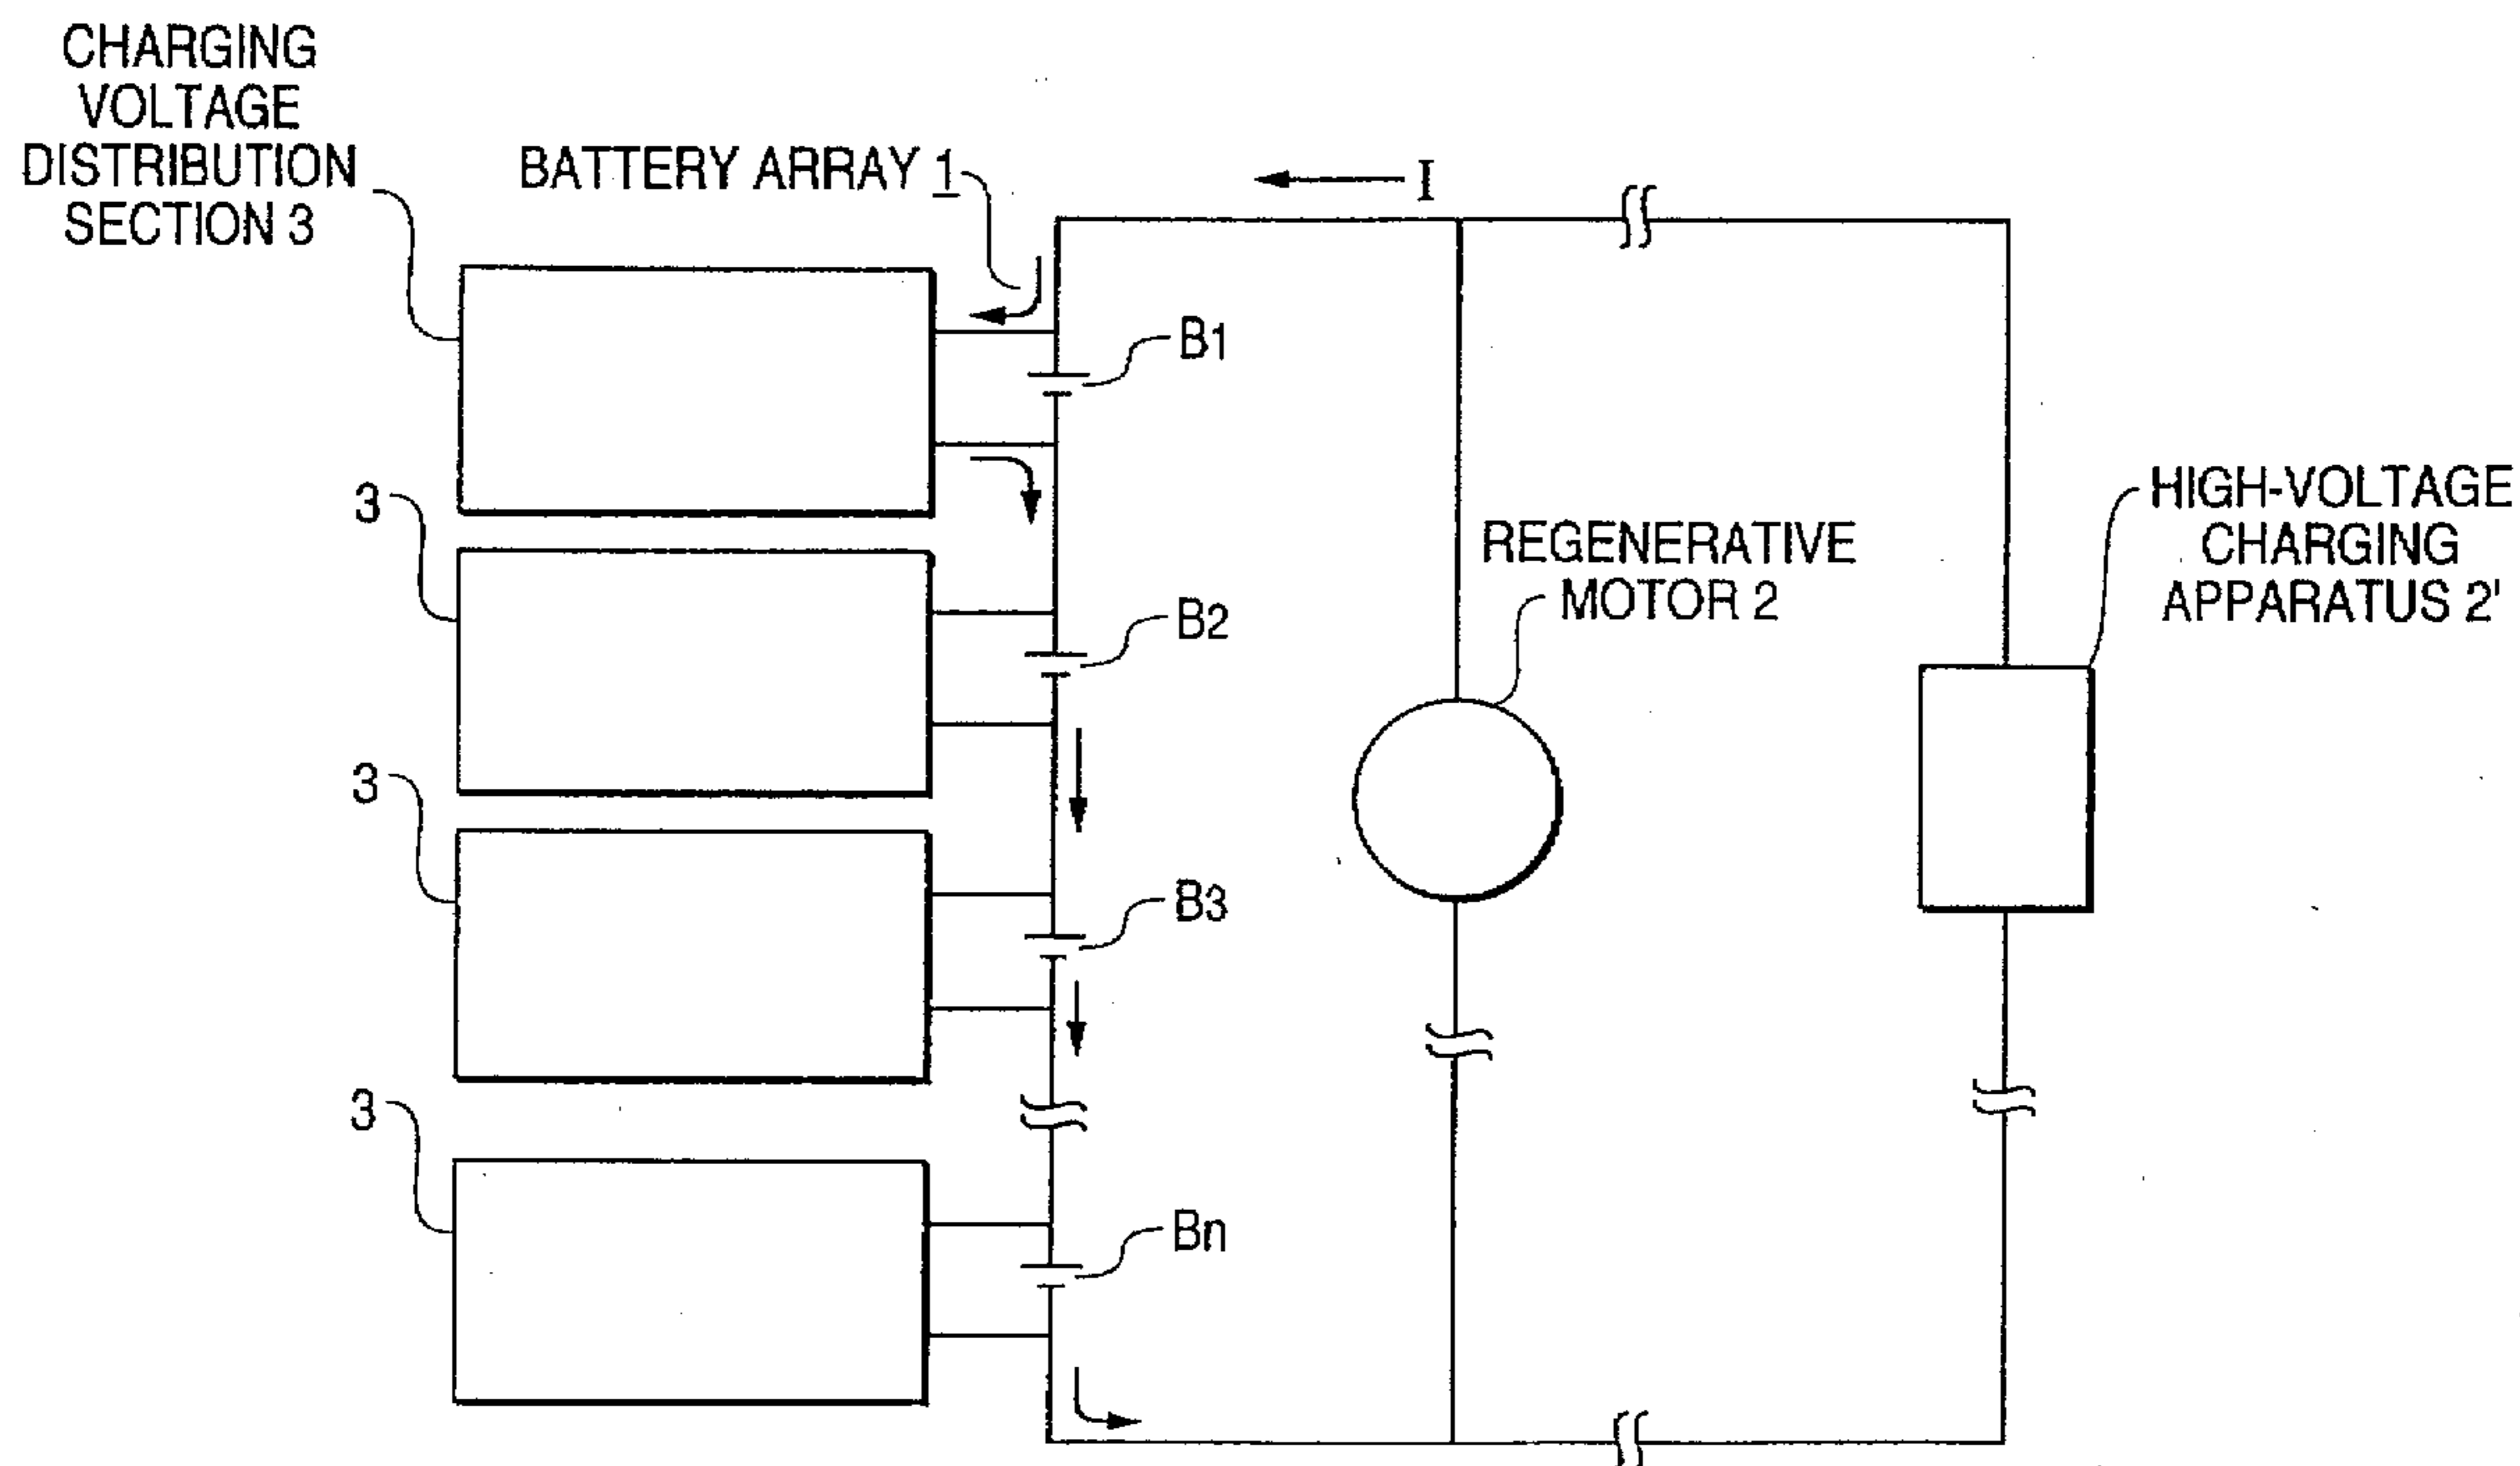 CHARGING
VOLTAGE
DISTRIBUTION
SECTION 3
BATTERY ARRAY 1
I
B1
3
B2
REGENERATIVE
MOTOR 2
HIGH-VOLTAGE
CHARGING
APPARATUS 2'
3
B3
3
Bn